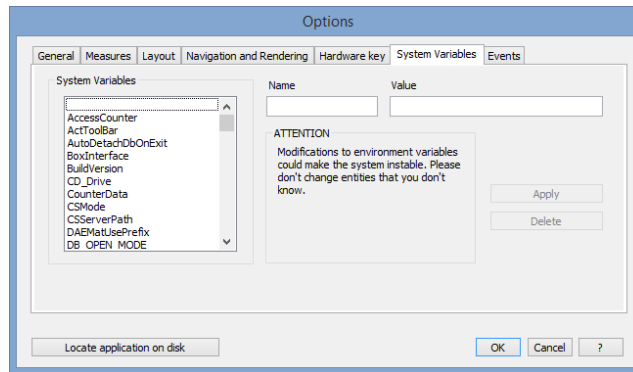 Options
General Measures Layout Navigation and Rendering Hardware key System Variables Events
System Variables
AccessCounter
ActToolBar
AutoDetachDbOnExit
BoxInterface
BuildVersion
CD_Drive
CounterData
CSMode
CSServerPath
DAEMatUsePrefix
DB_OPEN_MODE
Name Value
ATTENTION
Modifications to environment variables
could make the system instable. Please
don't change entities that you don't
know.
Apply
Delete
Locate application on disk OK Cancel ?